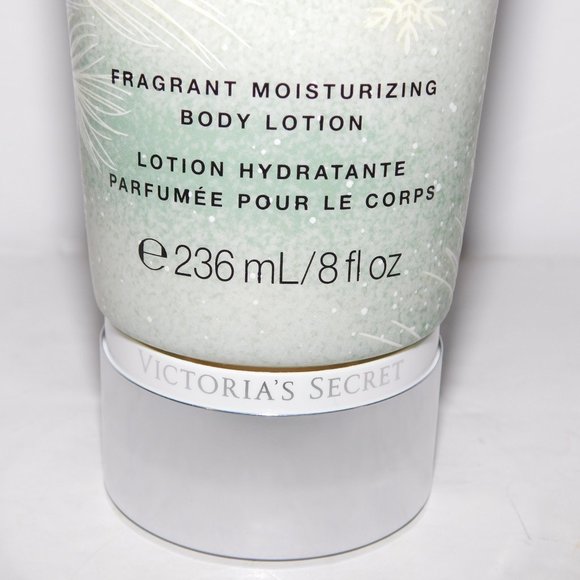 FRAGRANT MOISTURIZING
BODY LOTION
LOTION HYDRATANTE
PARFUMÉE POUR LE CORPS
℮ 236 mL/8 fl oz
VICTORIA'S SECRET